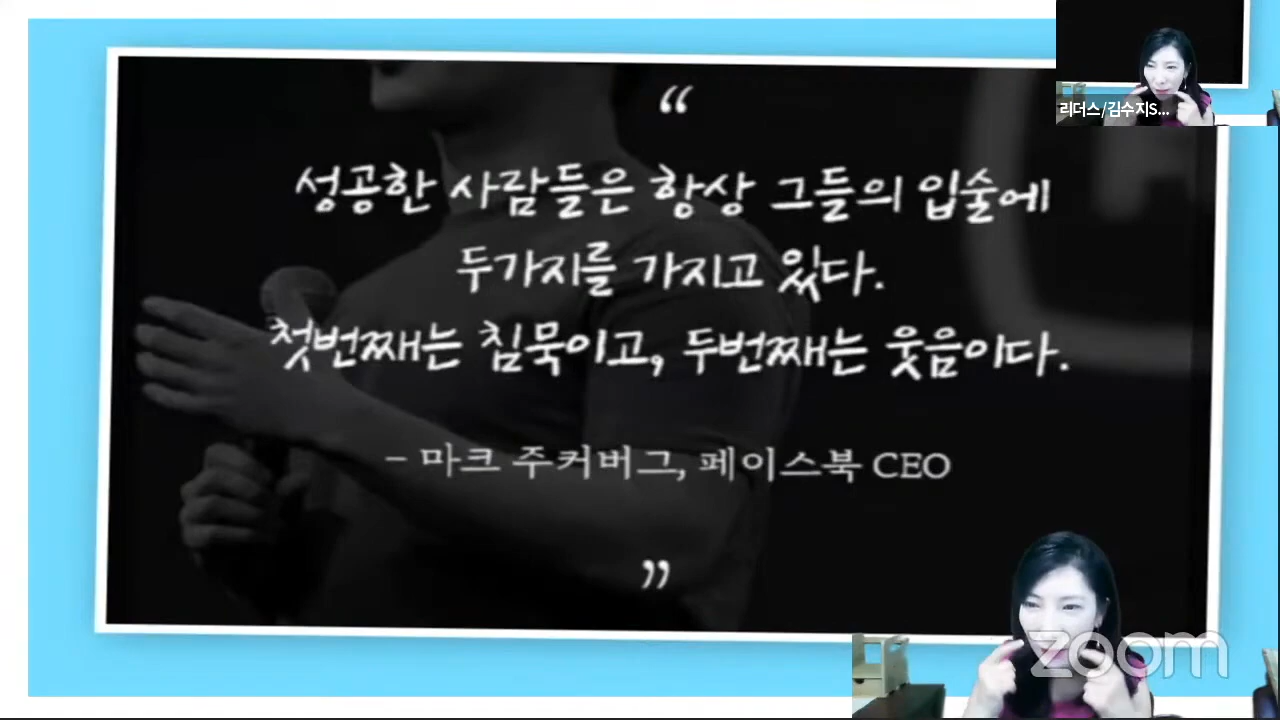 리더스/김수지S...
“
성공한 사람들은 항상 그들의 입술에
두가지를 가지고 있다.
첫번째는 침묵이고, 두번째는 웃음이다.
- 마크 주커버그, 페이스북 CEO
”
zoom